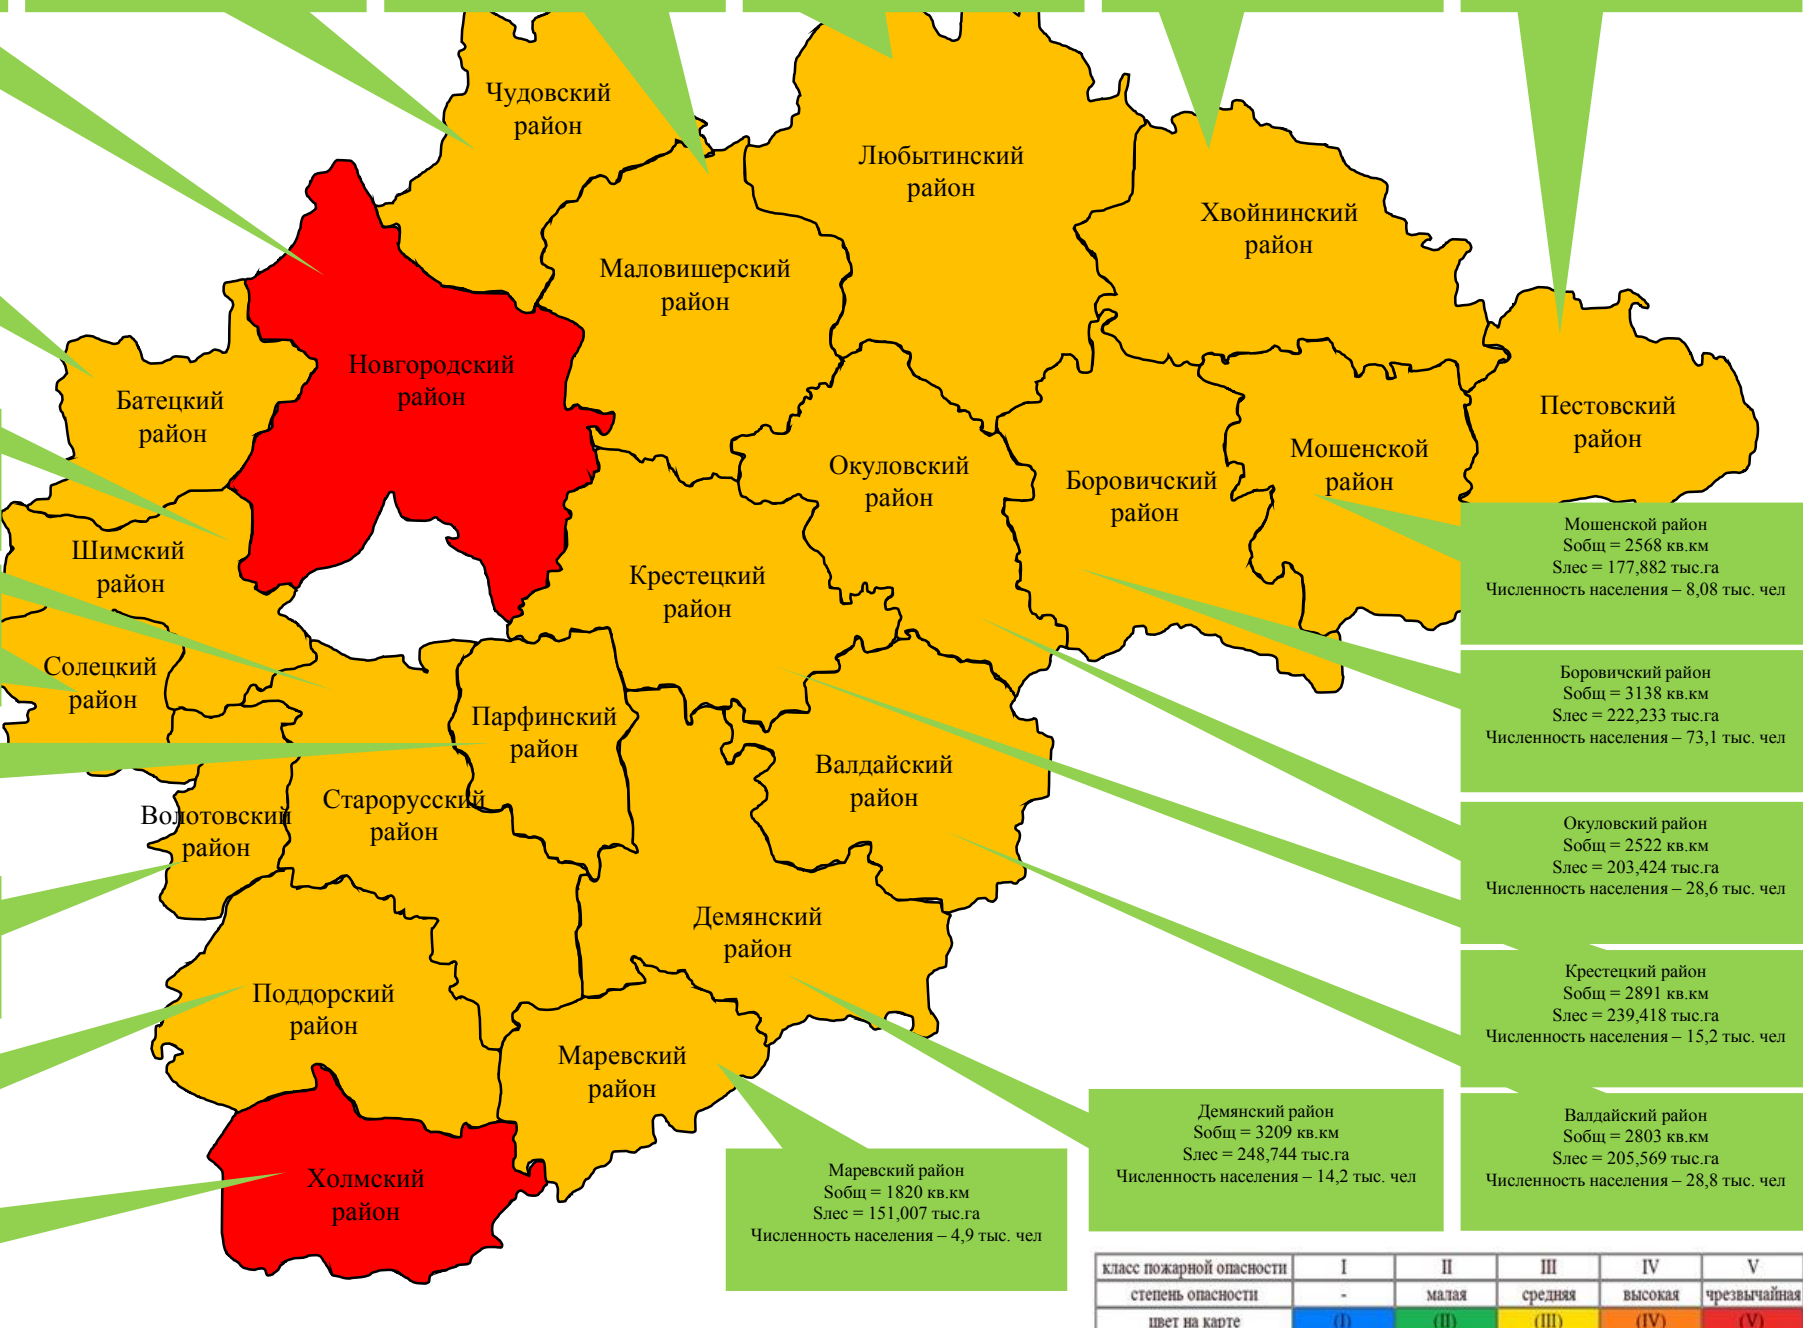 Чудовский
район
Любытинский
район
Хвойнинский
район
Маловишерский
район
Новгородский
район
Батецкий
район
Пестовский
район
Мошенской
район
Окуловский
район
Боровичский
район
Шимский
район
Крестецкий
район
Солецкий
район
Парфинский
район
Валдайский
район
Старорусский
район
Волотовский
район
Демянский
район
Поддорский
район
Маревский
район
Холмский
район
Мошенской район
Sобщ = 2568 кв.км
Sлес = 177,882 тыс.га
Численность населения – 8,08 тыс. чел
Боровичский район
Sобщ = 3138 кв.км
Sлес = 222,233 тыс.га
Численность населения – 73,1 тыс. чел
Окуловский район
Sобщ = 2522 кв.км
Sлес = 203,424 тыс.га
Численность населения – 28,6 тыс. чел
Крестецкий район
Sобщ = 2891 кв.км
Sлес = 239,418 тыс.га
Численность населения – 15,2 тыс. чел
Валдайский район
Sобщ = 2803 кв.км
Sлес = 205,569 тыс.га
Численность населения – 28,8 тыс. чел
Демянский район
Sобщ = 3209 кв.км
Sлес = 248,744 тыс.га
Численность населения – 14,2 тыс. чел
Маревский район
Sобщ = 1820 кв.км
Sлес = 151,007 тыс.га
Численность населения – 4,9 тыс. чел
класс пожарной опасности I II III IV V
степень опасности - малая средняя высокая чрезвычайная
цвет на карте (I) (II) (III) (IV) (V)